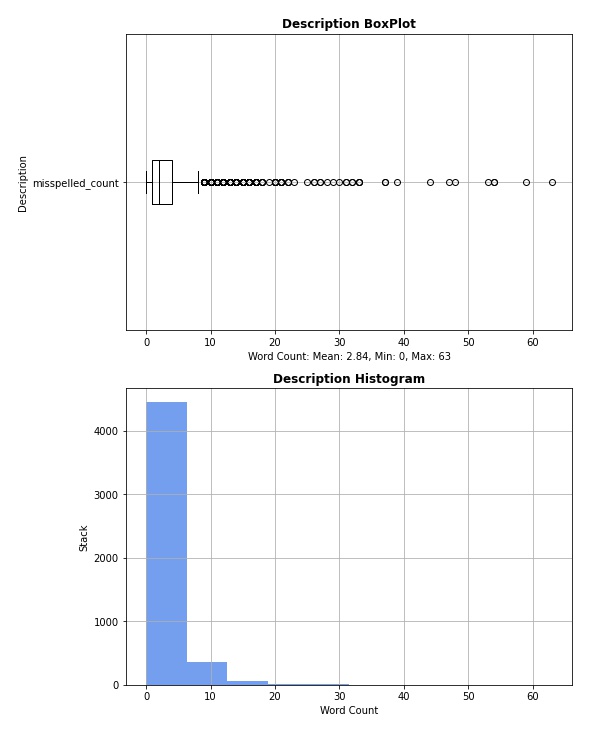 Description BoxPlot
Description
misspelled_count
0 10 20 30 40 50 60
Word Count: Mean: 2.84, Min: 0, Max: 63
Description Histogram
4000
3000
2000
1000
0
Stack
0 10 20 30 40 50 60
Word Count